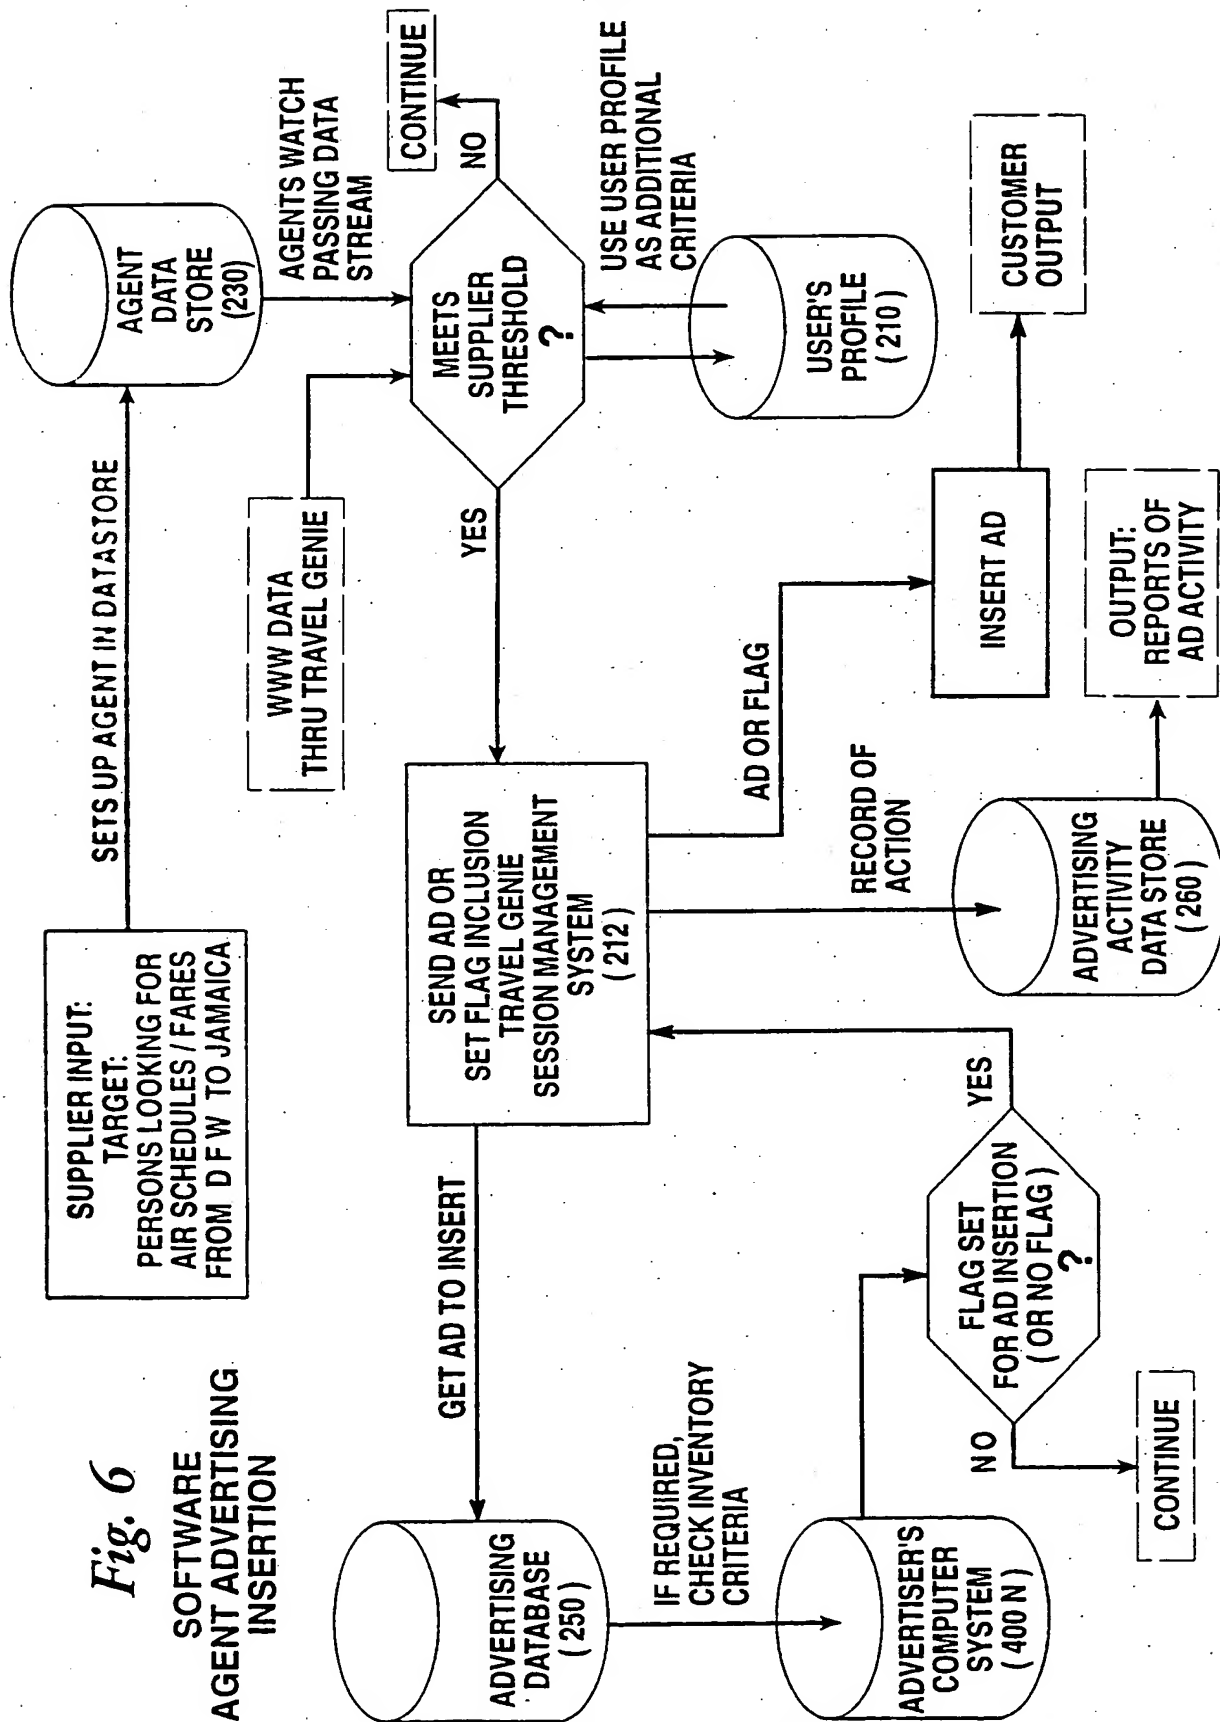 Fig. 6
SOFTWARE
AGENT ADVERTISING
INSERTION
SUPPLIER INPUT:
TARGET:
PERSONS LOOKING FOR
AIR SCHEDULES / FARES
FROM D F W TO JAMAICA
SETS UP AGENT IN DATASTORE
AGENT
DATA
STORE
(230)
WWW DATA
THRU TRAVEL GENIE
AGENTS WATCH
PASSING DATA
STREAM
MEETS
SUPPLIER
THRESHOLD
?
NO
CONTINUE
YES
USE USER PROFILE
AS ADDITIONAL
CRITERIA
USER'S
PROFILE
( 210 )
SEND AD OR
SET FLAG INCLUSION
TRAVEL GENIE
SESSION MANAGEMENT
SYSTEM
( 212 )
GET AD TO INSERT
ADVERTISING
DATABASE
( 250 )
IF REQUIRED,
CHECK INVENTORY
CRITERIA
ADVERTISER'S
COMPUTER
SYSTEM
( 400 N )
FLAG SET
FOR AD INSERTION
( OR NO FLAG )
?
NO
CONTINUE
YES
RECORD OF
ACTION
ADVERTISING
ACTIVITY
DATA STORE
( 260 )
OUTPUT:
REPORTS OF
AD ACTIVITY
AD OR FLAG
INSERT AD
CUSTOMER
OUTPUT